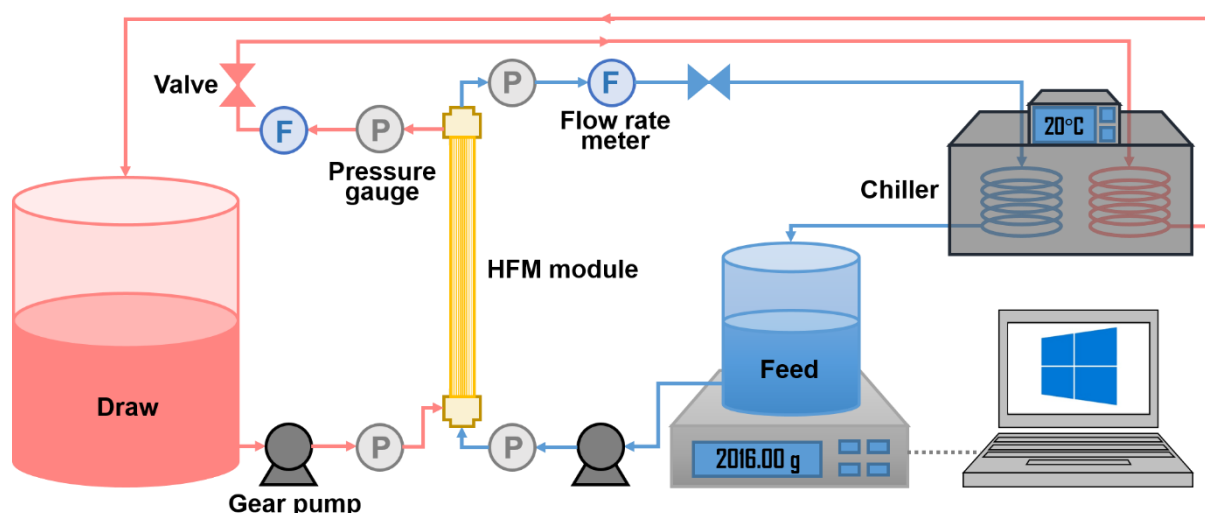 P
F
Valve
F
P
Flow rate
meter
20°C
Pressure
gauge
Chiller
HFM module
Draw
Feed
P
P
2016.00 g
Gear pump